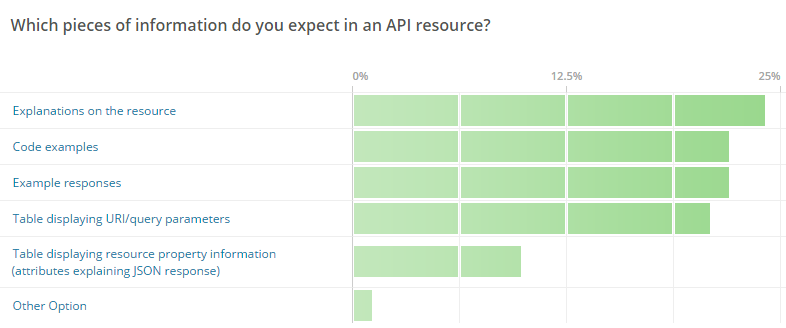 Which pieces of information do you expect in an API resource?
0% 12.5% 25%
Explanations on the resource
Code examples
Example responses
Table displaying URI/query parameters
Table displaying resource property information
(attributes explaining JSON response)
Other Option